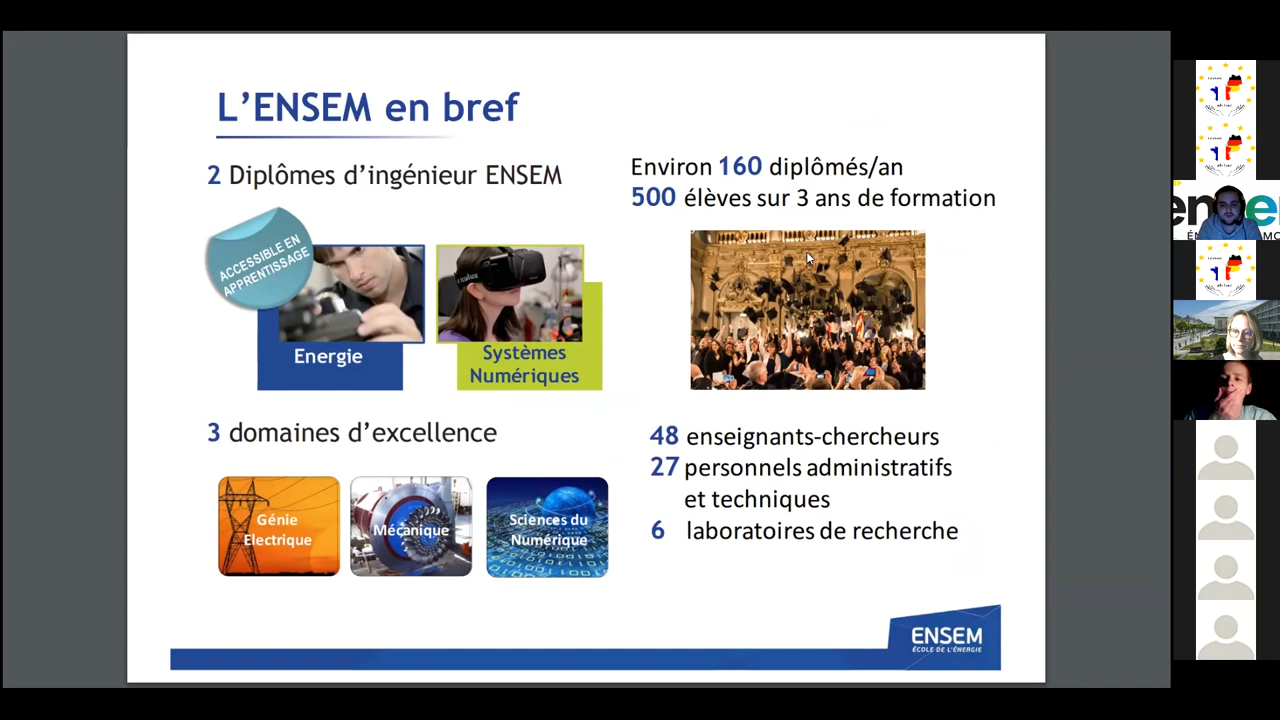 L'ENSEM en bref
2 Diplômes d'ingénieur ENSEM
ACCESSIBLE EN
APPRENTISSAGE
oculus
Energie
Systèmes
Numériques
3 domaines d'excellence
Génie
Electrique
Mécanique
Sciences du
Numérique
Environ 160 diplômés/an
500 élèves sur 3 ans de formation
48 enseignants-chercheurs
27 personnels administratifs
et techniques
6 laboratoires de recherche
ENSEM
ÉCOLE DE L'ÉNERGIE